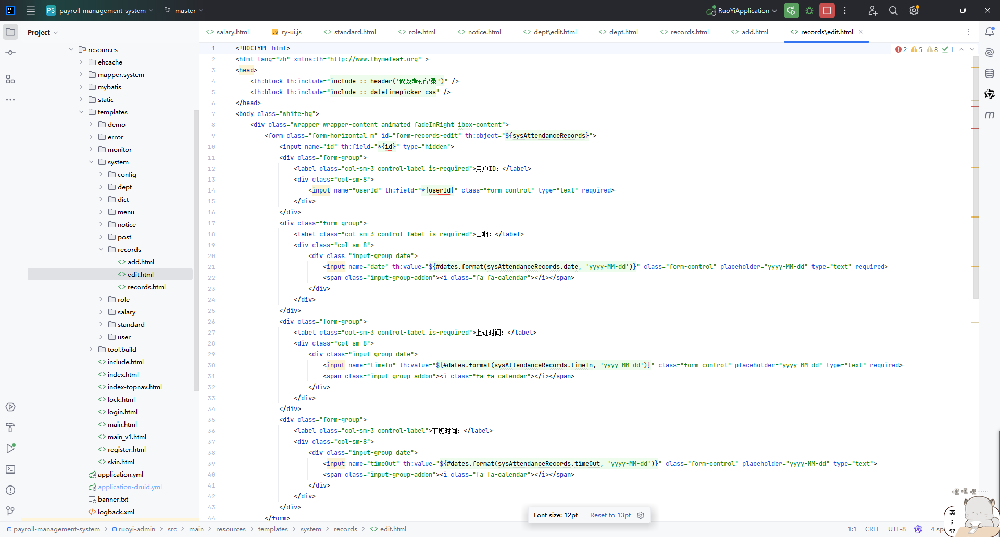 PS payroll-management-system master RuoYiApplication
Project
salary.html ry-ui.js standard.html role.html notice.html dept\edit.html dept.html records.html add.html records\edit.html
2 5 8 1
resources
ehcache
mapper.system
mybatis
static
templates
demo
error
monitor
system
config
dept
dict
menu
notice
post
records
add.html
edit.html
records.html
role
salary
standard
user
tool.build
include.html
index.html
index-topnav.html
lock.html
login.html
main.html
main_v1.html
register.html
skin.html
application.yml
application-druid.yml
banner.txt
logback.xml
1 <!DOCTYPE html>
2 <html lang="zh" xmlns:th="http://www.thymeleaf.org" >
3 <head>
4 <th:block th:include="include :: header('修改考勤记录')" />
5 <th:block th:include="include :: datetimepicker-css" />
6 </head>
7 <body class="white-bg">
8 <div class="wrapper wrapper-content animated fadeInRight ibox-content">
9 <form class="form-horizontal m" id="form-records-edit" th:object="${sysAttendanceRecords}">
10 <input name="id" th:field="*{id}" type="hidden">
11 <div class="form-group">
12 <label class="col-sm-3 control-label is-required">用户ID：</label>
13 <div class="col-sm-8">
14 <input name="userId" th:field="*{userId}" class="form-control" type="text" required>
15 </div>
16 </div>
17 <div class="form-group">
18 <label class="col-sm-3 control-label is-required">日期：</label>
19 <div class="col-sm-8">
20 <div class="input-group date">
21 <input name="date" th:value="${#dates.format(sysAttendanceRecords.date, 'yyyy-MM-dd')}" class="form-control" placeholder="yyyy-MM-dd" type="text" required>
22 <span class="input-group-addon"><i class="fa fa-calendar"></i></span>
23 </div>
24 </div>
25 </div>
26 <div class="form-group">
27 <label class="col-sm-3 control-label is-required">上班时间：</label>
28 <div class="col-sm-8">
29 <div class="input-group date">
30 <input name="timeIn" th:value="${#dates.format(sysAttendanceRecords.timeIn, 'yyyy-MM-dd')}" class="form-control" placeholder="yyyy-MM-dd" type="text" required>
31 <span class="input-group-addon"><i class="fa fa-calendar"></i></span>
32 </div>
33 </div>
34 </div>
35 <div class="form-group">
36 <label class="col-sm-3 control-label">下班时间：</label>
37 <div class="col-sm-8">
38 <div class="input-group date">
39 <input name="timeOut" th:value="${#dates.format(sysAttendanceRecords.timeOut, 'yyyy-MM-dd')}" class="form-control" placeholder="yyyy-MM-dd" type="text">
40 <span class="input-group-addon"><i class="fa fa-calendar"></i></span>
41 </div>
42 </div>
43 </div>
44 </form>
Font size: 12pt Reset to 13pt
嘿嘿嘿……
英
;
payroll-management-system > ruoyi-admin > src > main > resources > templates > system > records > edit.html
1:1 CRLF UTF-8 4 sp